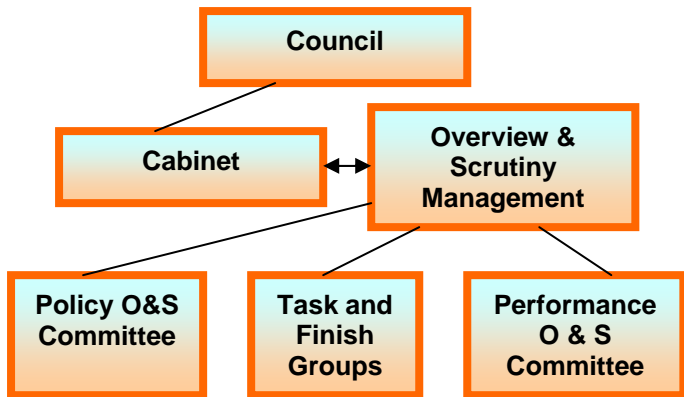 Council
Cabinet
Overview &
Scrutiny
Management
Policy O&S
Committee
Task and
Finish
Groups
Performance
O & S
Committee